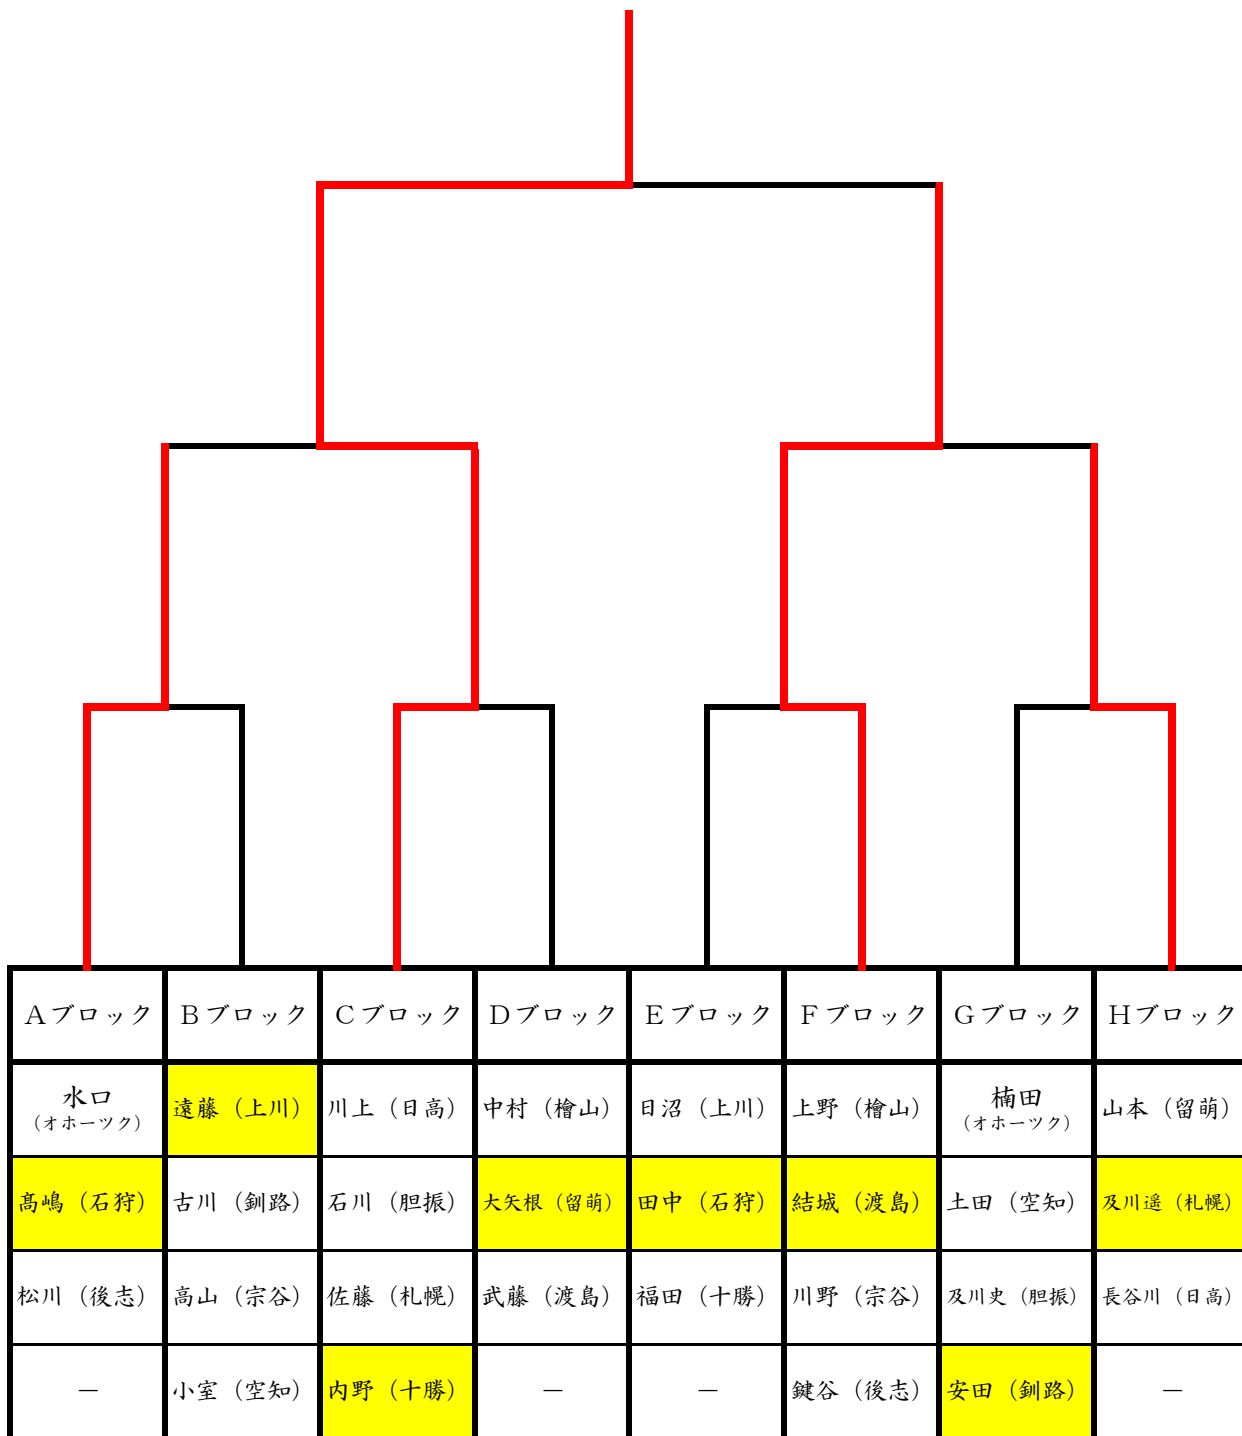 Aブロック Bブロック Cブロック Dブロック Eブロック Fブロック Gブロック Hブロック
水口 (オホーツク) 遠藤（上川） 川上（日高） 中村（檜山） 日沼（上川） 上野（檜山） 楠田 (オホーツク) 山本（留萌）
髙嶋（石狩） 古川（釧路） 石川（胆振） 大矢根（留萌） 田中（石狩） 結城（渡島） 土田（空知） 及川遥（札幌）
松川（後志） 高山（宗谷） 佐藤（札幌） 武藤（渡島） 福田（十勝） 川野（宗谷） 及川史（胆振） 長谷川（日高）
― 小室（空知） 内野（十勝） ― ― 鍵谷（後志） 安田（釧路） ―